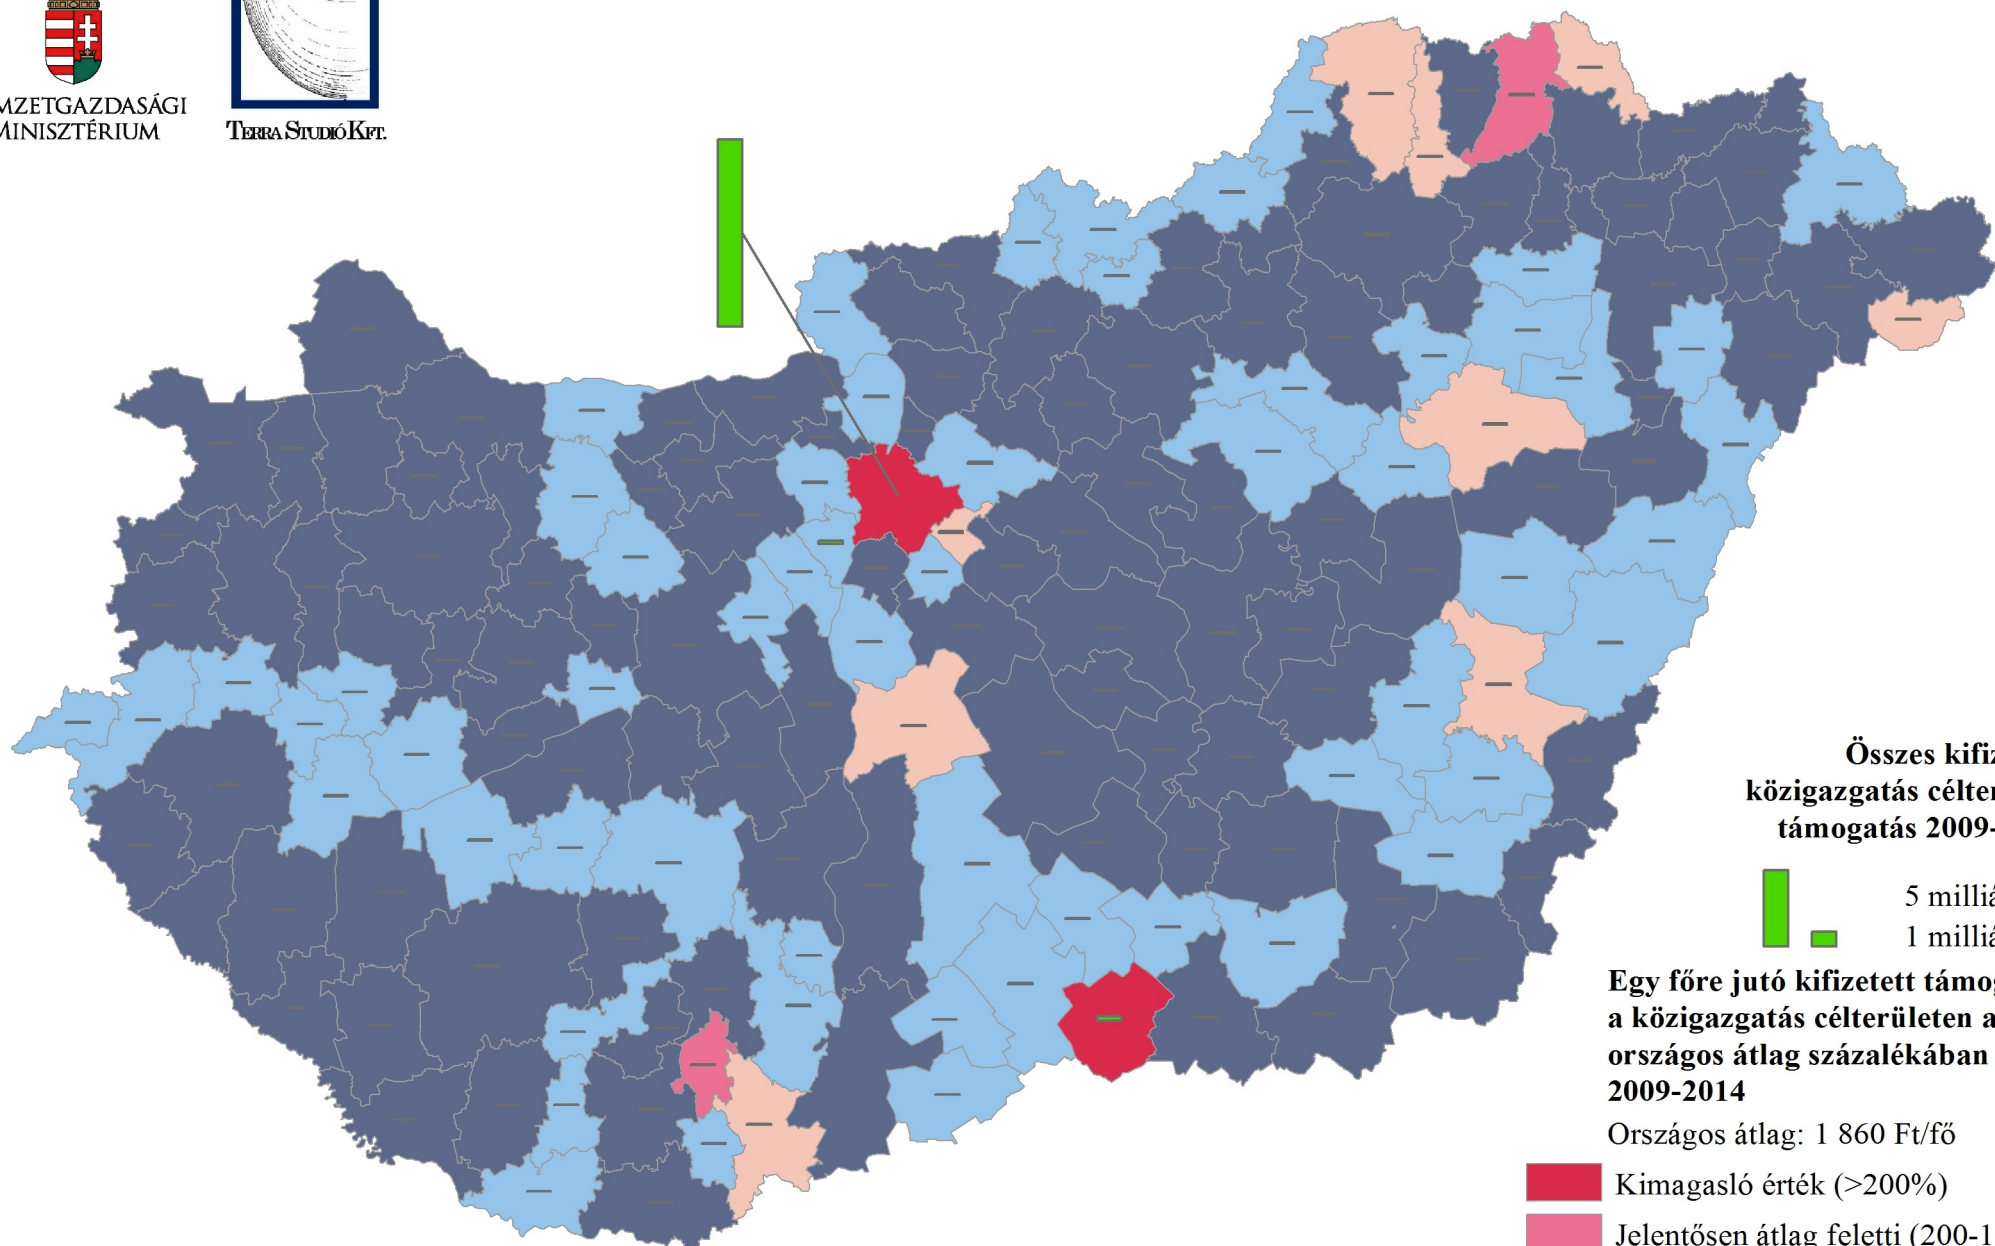 MZETGAZDASÁGI
MINISZTÉRIUM
TERRA STUDIÓ KFT.
Összes kifiz
közigazgatás célter
támogatás 2009-
5 milliá
1 milliá
Egy főre jutó kifizetett támog
a közigazgatás célterületen a
országos átlag százalékában
2009-2014
Országos átlag: 1 860 Ft/fő
Kimagasló érték (>200%)
Jelentősen átlag feletti (200-1